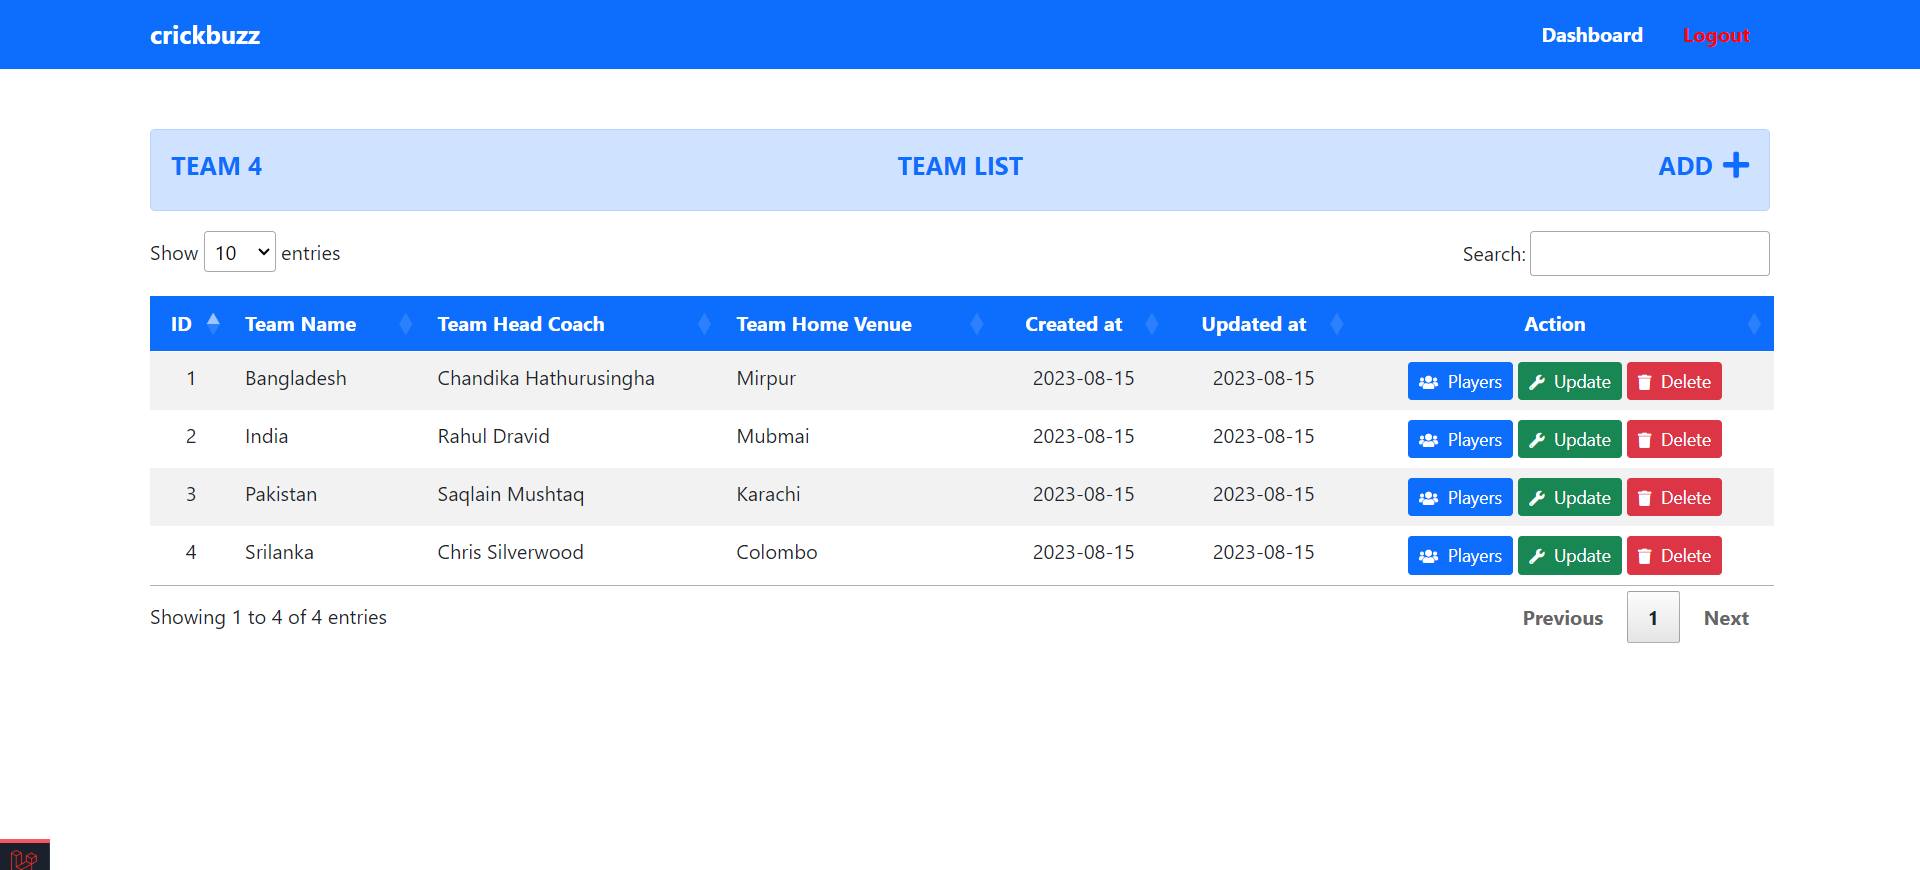 crickbuzz Dashboard Logout
TEAM 4 TEAM LIST ADD
Show 10 entries Search:
ID Team Name Team Head Coach Team Home Venue Created at Updated at Action
1 Bangladesh Chandika Hathurusingha Mirpur 2023-08-15 2023-08-15 Players Update Delete
2 India Rahul Dravid Mubmai 2023-08-15 2023-08-15 Players Update Delete
3 Pakistan Saqlain Mushtaq Karachi 2023-08-15 2023-08-15 Players Update Delete
4 Srilanka Chris Silverwood Colombo 2023-08-15 2023-08-15 Players Update Delete
Showing 1 to 4 of 4 entries Previous 1 Next